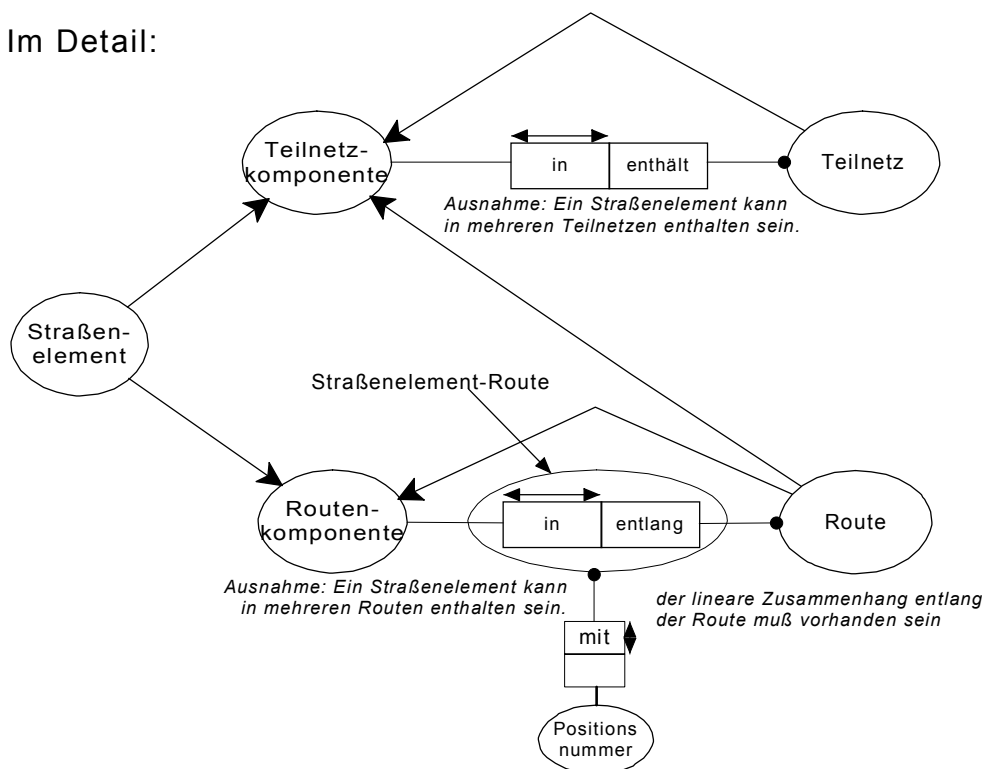 Im Detail:
Teilnetz-
komponente
in
enthält
Teilnetz
Ausnahme: Ein Straßenelement kann
in mehreren Teilnetzen enthalten sein.
Straßen-
element
Straßenelement-Route
Routen-
komponente
in
entlang
Route
Ausnahme: Ein Straßenelement kann
in mehreren Routen enthalten sein.
der lineare Zusammenhang entlang
der Route muß vorhanden sein
mit
Positions
nummer